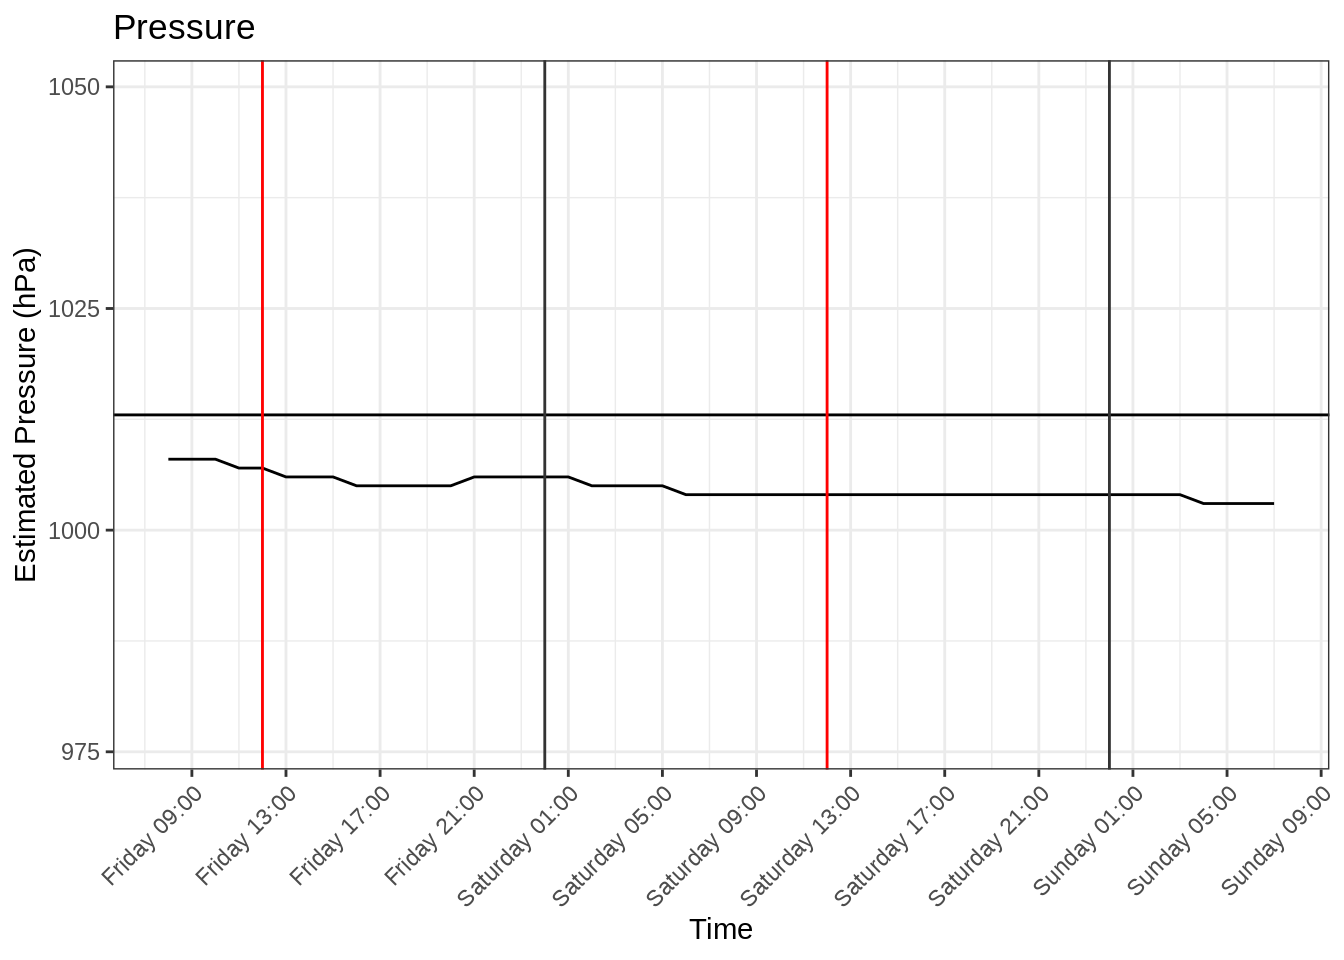 Pressure
Estimated Pressure (hPa)
1050
1025
1000
975
Friday 09:00
Friday 13:00
Friday 17:00
Friday 21:00
Saturday 01:00
Saturday 05:00
Saturday 09:00
Saturday 13:00
Saturday 17:00
Saturday 21:00
Sunday 01:00
Sunday 05:00
Sunday 09:00
Time